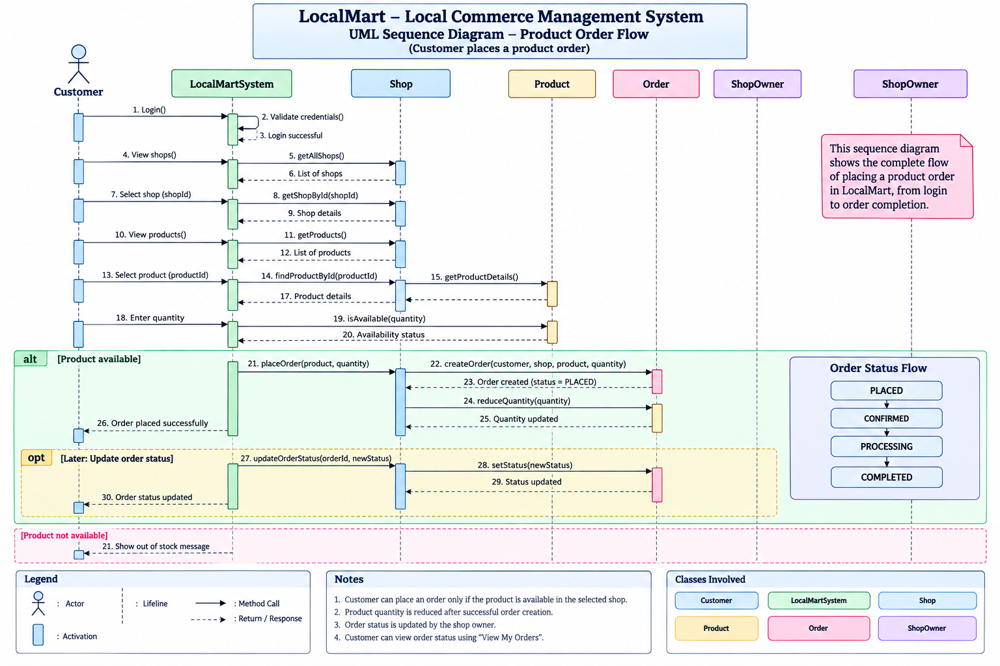 LocalMart – Local Commerce Management System
UML Sequence Diagram – Product Order Flow
(Customer places a product order)
Customer
LocalMartSystem
Shop
Product
Order
ShopOwner
ShopOwner
1. Login()
2. Validate credentials()
3. Login successful
This sequence diagram
shows the complete flow
of placing a product order
in LocalMart, from login
to order completion.
4. View shops()
5. getAllShops()
6. List of shops
7. Select shop (shopId)
8. getShopById(shopId)
9. Shop details
10. View products()
11. getProducts()
12. List of products
13. Select product (productId)
14. findProductById(productId)
15. getProductDetails()
17. Product details
18. Enter quantity
19. isAvailable(quantity)
20. Availability status
alt
[Product available]
21. placeOrder(product, quantity)
22. createOrder(customer, shop, product, quantity)
23. Order created (status = PLACED)
24. reduceQuantity(quantity)
25. Quantity updated
26. Order placed successfully
Order Status Flow
PLACED
CONFIRMED
PROCESSING
COMPLETED
opt
[Later: Update order status]
27. updateOrderStatus(orderId, newStatus)
28. setStatus(newStatus)
29. Status updated
30. Order status updated
[Product not available]
21. Show out of stock message
Legend
: Actor
: Lifeline
: Method Call
: Return / Response
: Activation
Notes
1. Customer can place an order only if the product is available in the selected shop.
2. Product quantity is reduced after successful order creation.
3. Order status is updated by the shop owner.
4. Customer can view order status using “View My Orders”.
Classes Involved
Customer
LocalMartSystem
Shop
Product
Order
ShopOwner